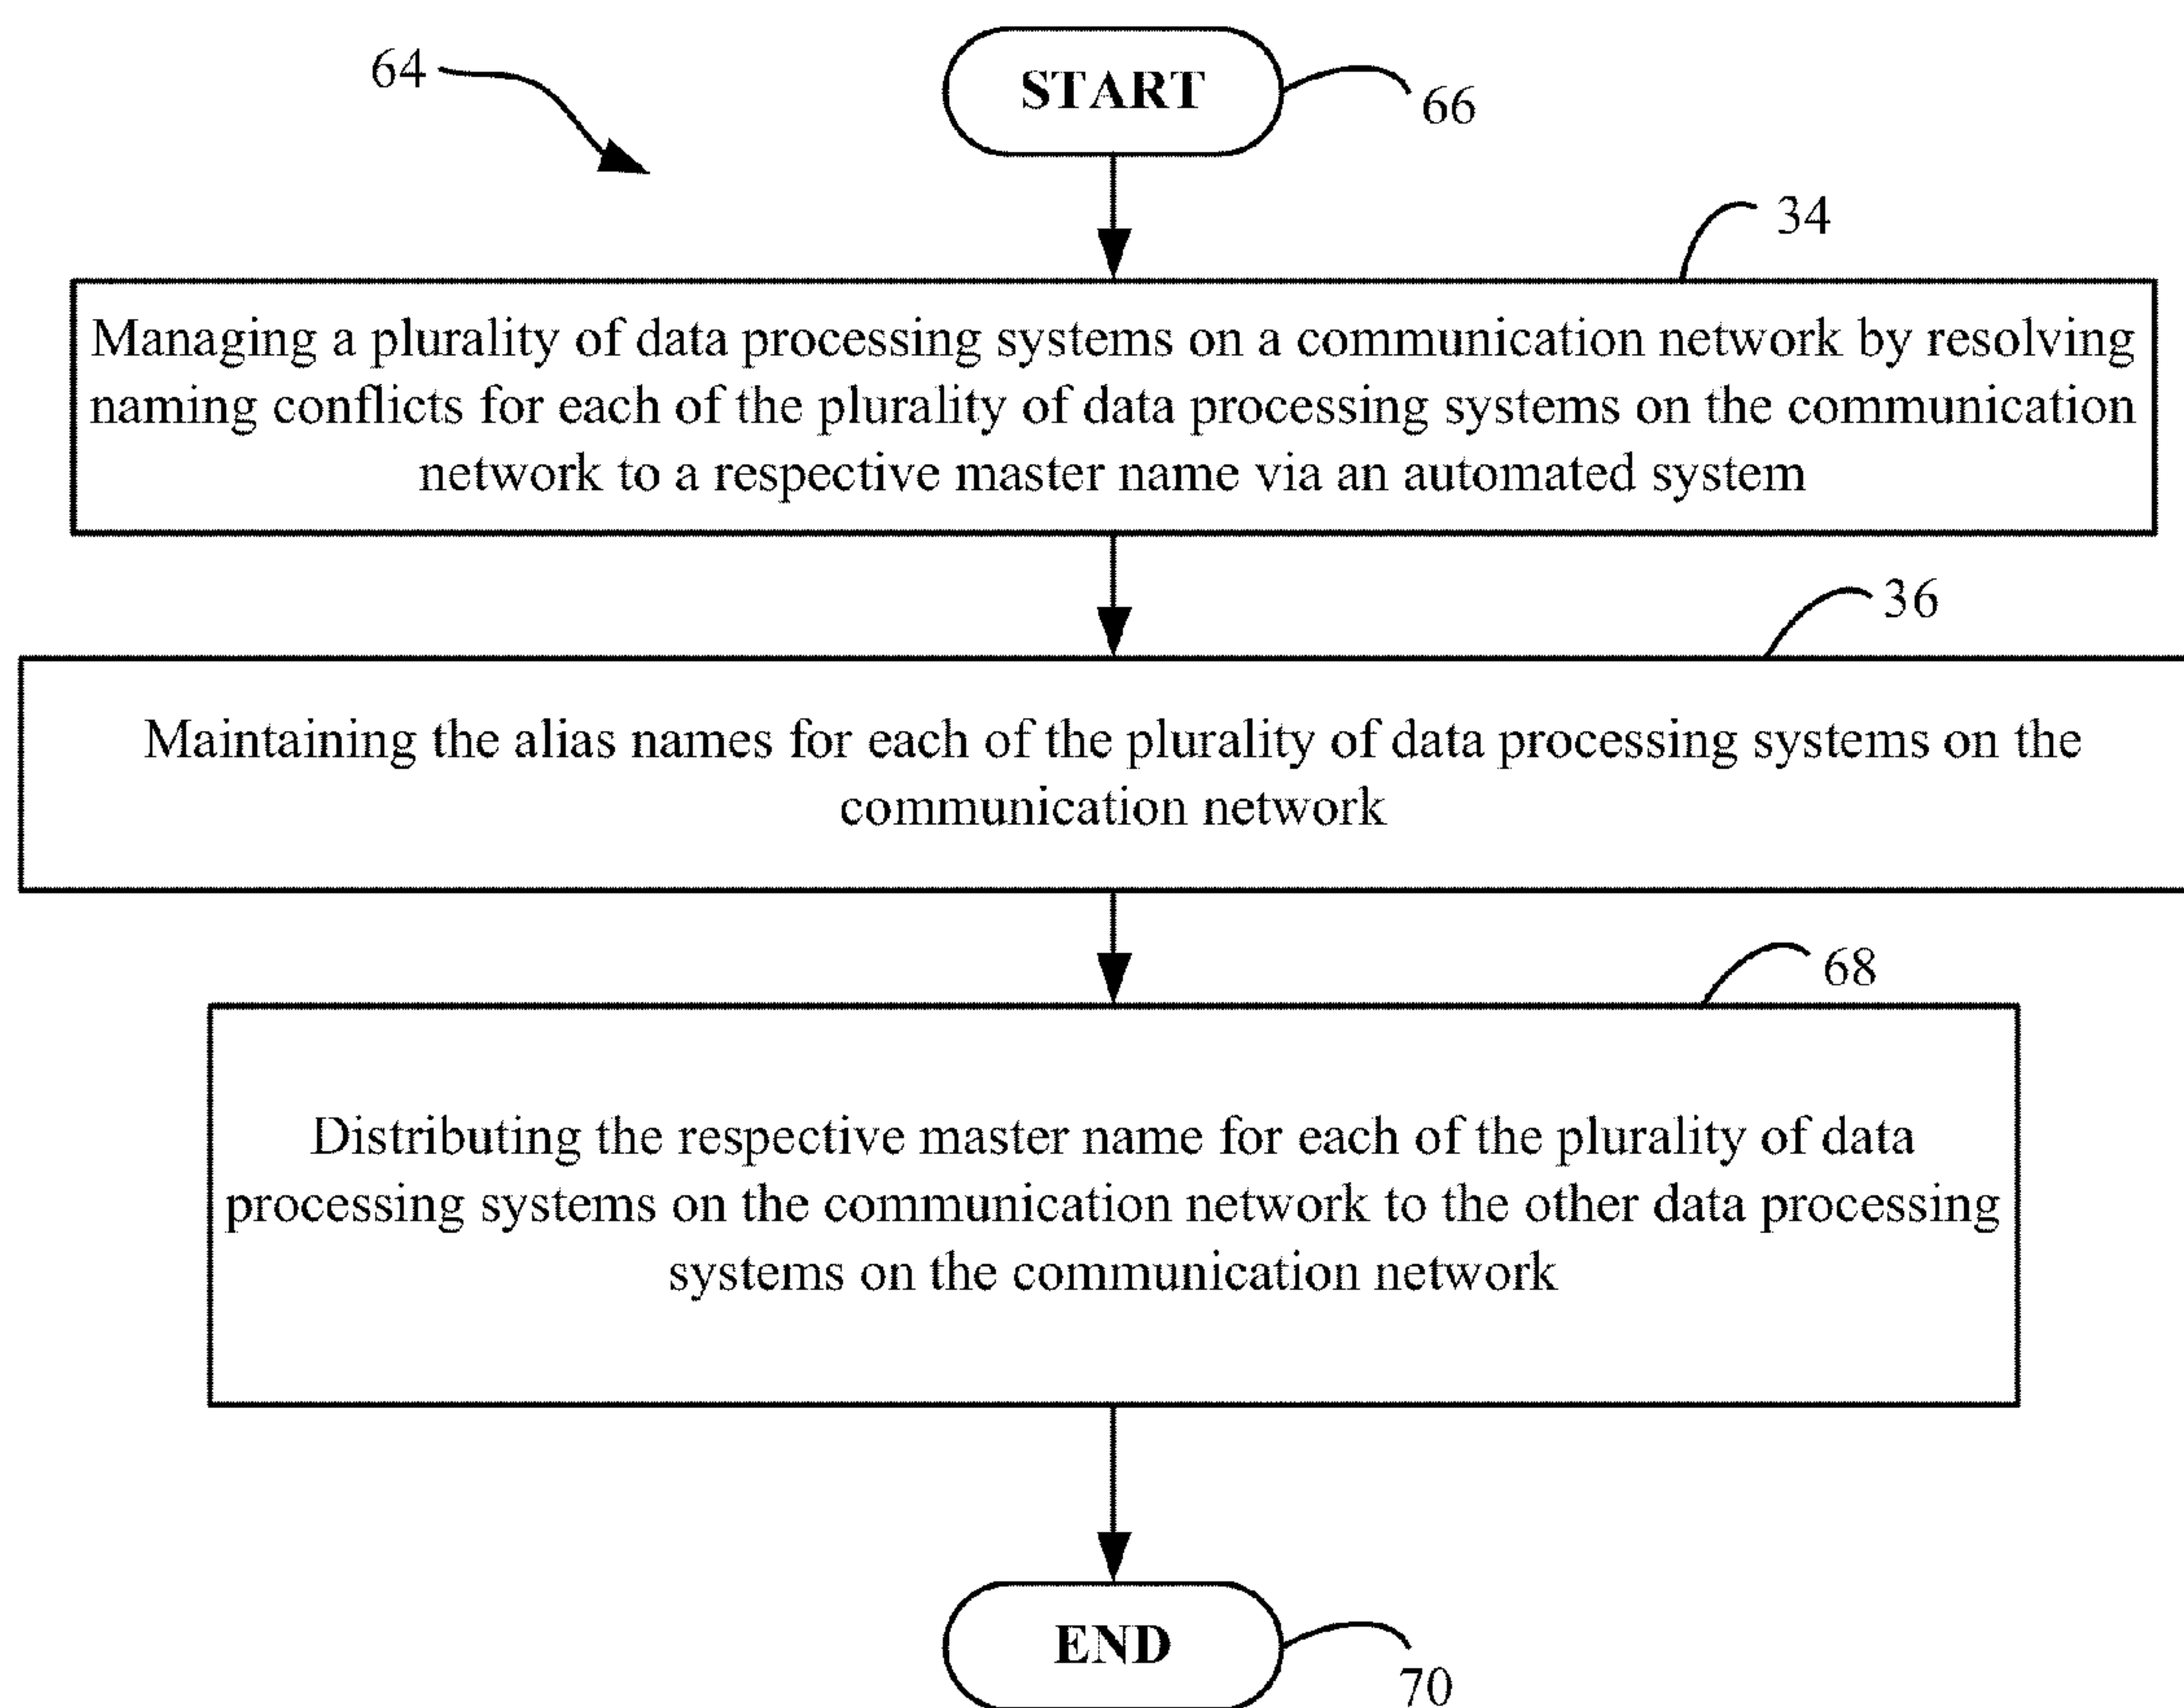 64
START
66
34
Managing a plurality of data processing systems on a communication network by resolving
naming conflicts for each of the plurality of data processing systems on the communication
network to a respective master name via an automated system
36
Maintaining the alias names for each of the plurality of data processing systems on the
communication network
68
Distributing the respective master name for each of the plurality of data
processing systems on the communication network to the other data processing
systems on the communication network
END
70